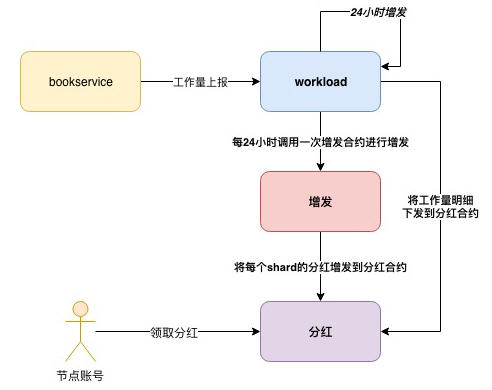 24小时增发
bookservice
工作量上报
workload
每24小时调用一次增发合约进行增发
增发
将工作量明细
下发到分红合约
将每个shard的分红增发到分红合约
领取分红
分红
节点账号